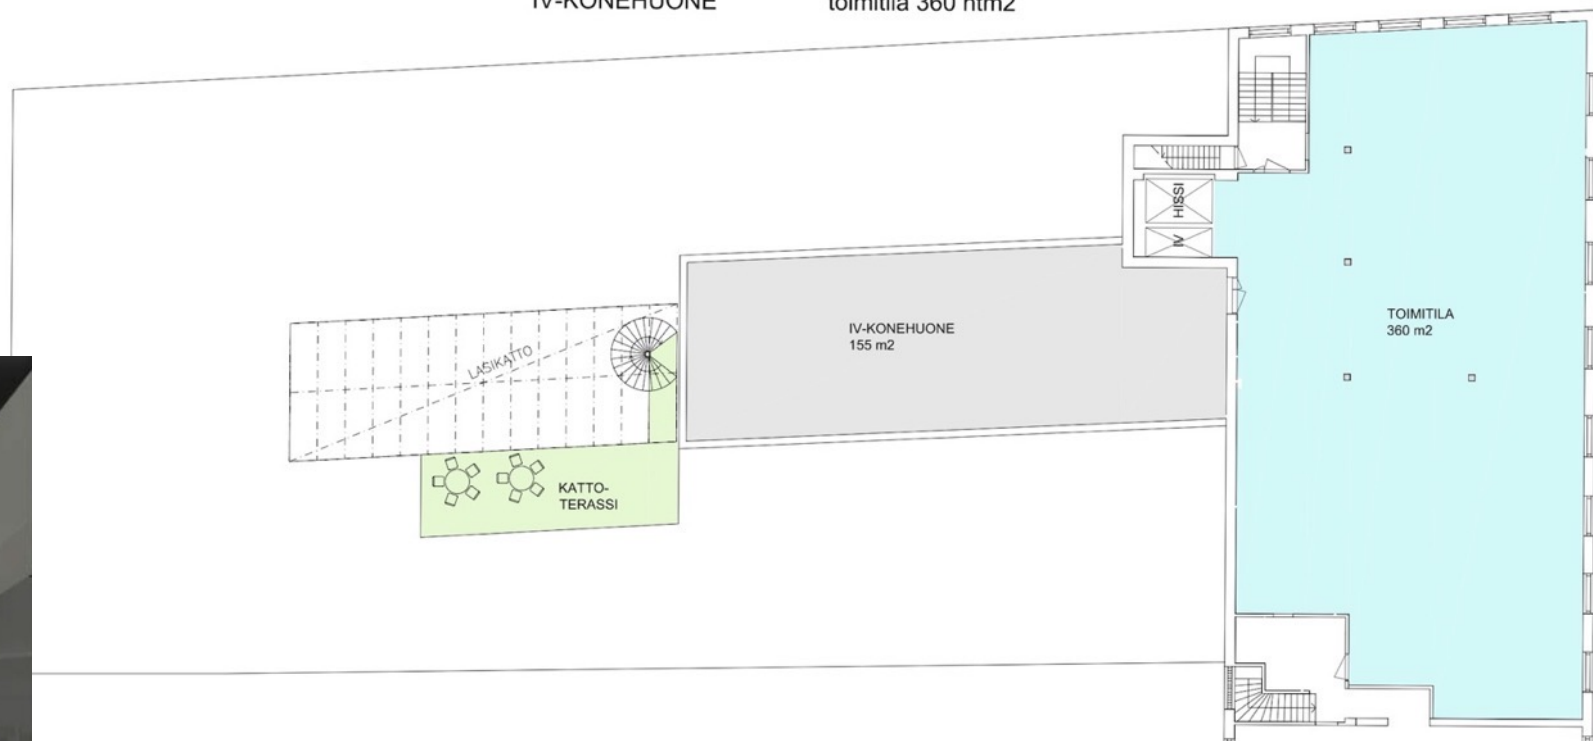 IV-KONEHUONE
toimitila 360 htm2
HISSI
IV
IV-KONEHUONE
155 m2
TOIMITILA
360 m2
LASIKATTO
KATTO-
TERASSI